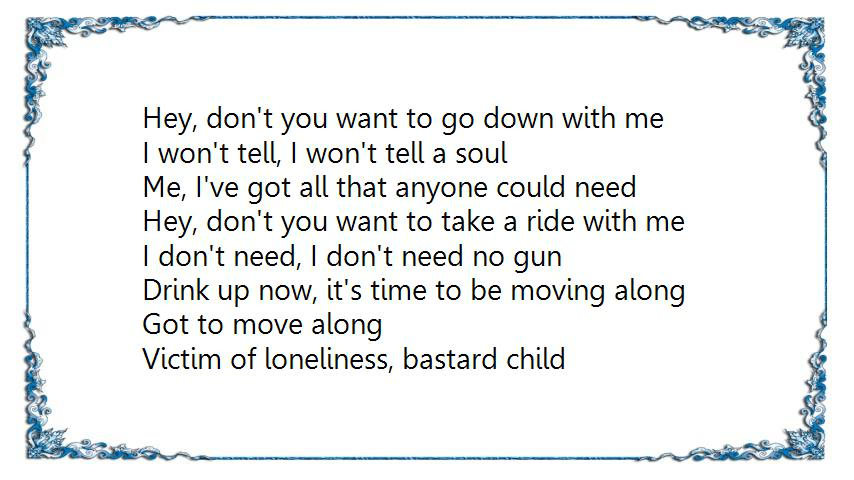 Hey, don't you want to go down with me
I won't tell, I won't tell a soul
Me, I've got all that anyone could need
Hey, don't you want to take a ride with me
I don't need, I don't need no gun
Drink up now, it's time to be moving along
Got to move along
Victim of loneliness, bastard child